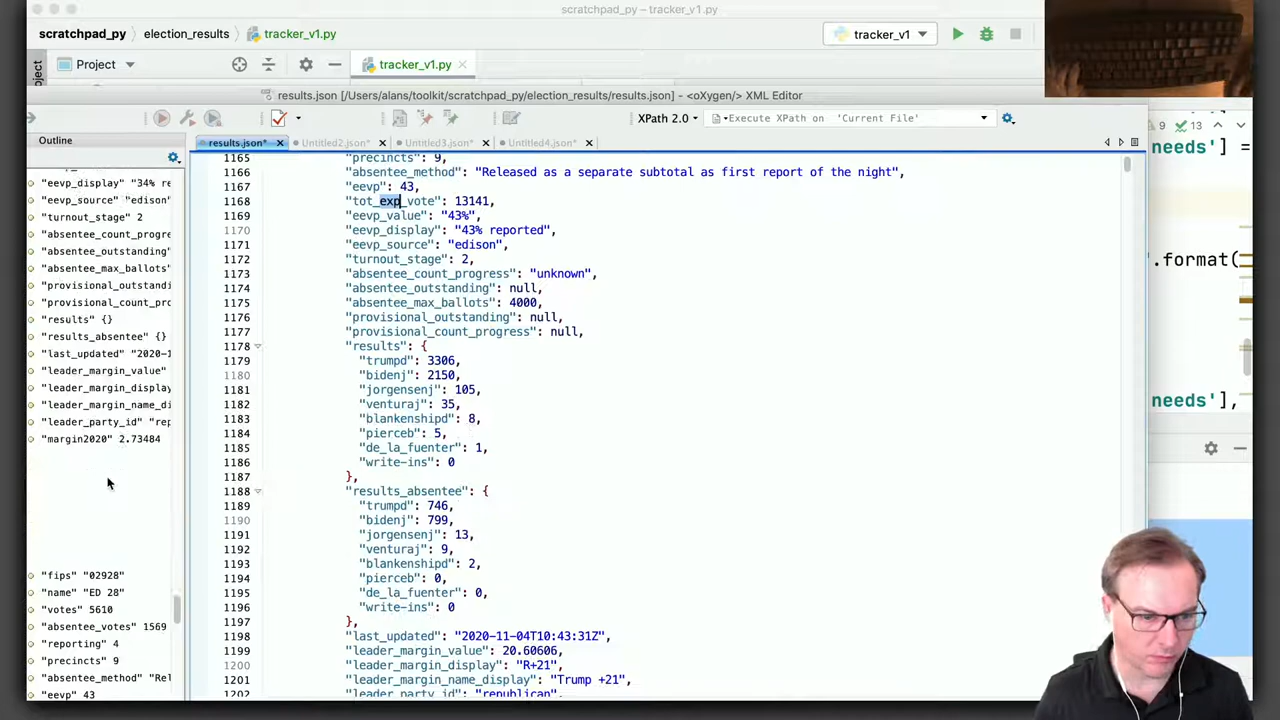 scratchpad_py – tracker_v1.py
scratchpad_py election_results tracker_v1.py tracker_v1
Project tracker_v1.py
results.json [/Users/alans/toolkit/scratchpad_py/election_results/results.json] - <oXygen/> XML Editor
XPath 2.0 Execute XPath on 'Current File'
9 13
Outline
results.json* Untitled2.json* Untitled3.json* Untitled4.json*
needs'] =
.format(
needs'],
"eevp_display" "34% re
"eevp_source" "edison"
"turnout_stage" 2
"absentee_count_progre
"absentee_outstanding"
"absentee_max_ballots"
"provisional_outstandi
"provisional_count_prc
"results" {}
"results_absentee" {}
"last_updated" "2020-1
"leader_margin_value"
"leader_margin_display
"leader_margin_name_di
"leader_party_id" "rep
"margin2020" 2.73484
"fips" "02928"
"name" "ED 28"
"votes" 5610
"absentee_votes" 1569
"reporting" 4
"precincts" 9
"absentee_method" "Rel
"eevp" 43
1165 "precincts": 9,
1166 "absentee_method": "Released as a separate subtotal as first report of the night",
1167 "eevp": 43,
1168 "tot_exp_vote": 13141,
1169 "eevp_value": "43%",
1170 "eevp_display": "43% reported",
1171 "eevp_source": "edison",
1172 "turnout_stage": 2,
1173 "absentee_count_progress": "unknown",
1174 "absentee_outstanding": null,
1175 "absentee_max_ballots": 4000,
1176 "provisional_outstanding": null,
1177 "provisional_count_progress": null,
1178 "results": {
1179 "trumpd": 3306,
1180 "bidenj": 2150,
1181 "jorgensenj": 105,
1182 "venturaj": 35,
1183 "blankenshipd": 8,
1184 "pierceb": 5,
1185 "de_la_fuenter": 1,
1186 "write-ins": 0
1187 },
1188 "results_absentee": {
1189 "trumpd": 746,
1190 "bidenj": 799,
1191 "jorgensenj": 13,
1192 "venturaj": 9,
1193 "blankenshipd": 2,
1194 "pierceb": 0,
1195 "de_la_fuenter": 0,
1196 "write-ins": 0
1197 },
1198 "last_updated": "2020-11-04T10:43:31Z",
1199 "leader_margin_value": 20.60606,
1200 "leader_margin_display": "R+21",
1201 "leader_margin_name_display": "Trump +21",
1202 "leader_party_id": "republican",